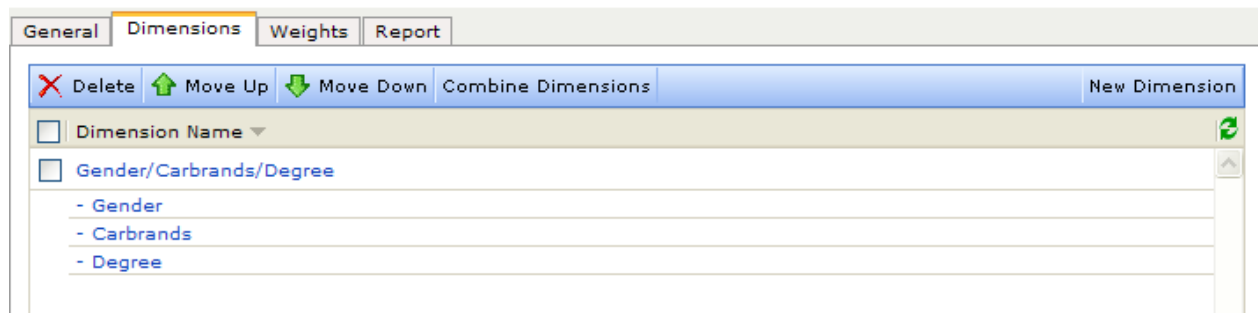 General Dimensions Weights Report
Delete Move Up Move Down Combine Dimensions New Dimension
Dimension Name
Gender/Carbrands/Degree
- Gender
- Carbrands
- Degree